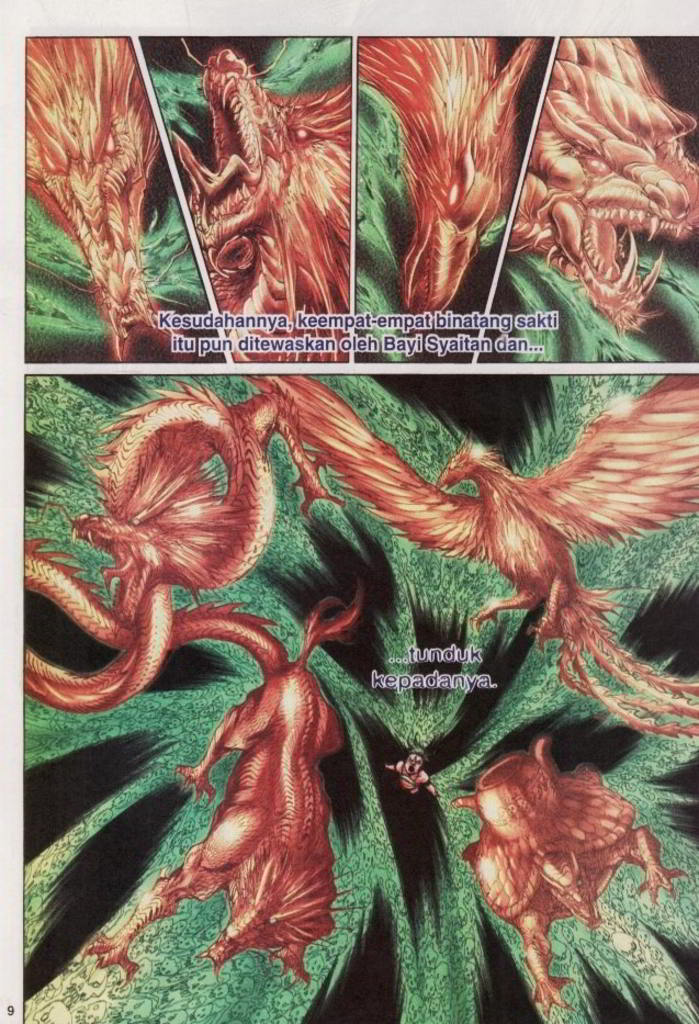 Kesudahannya, keempat-empat binatang sakti
itu pun ditewaskan oleh Bayi Syaitan dan...
...tunduk
kepadanya.
9